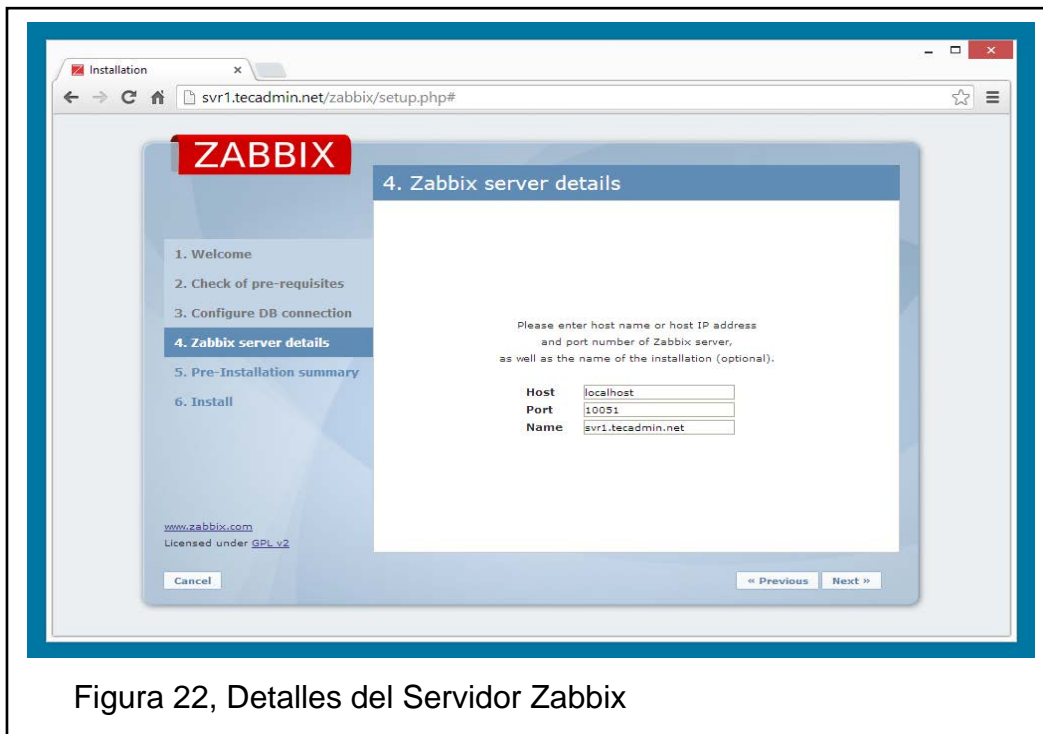 Installation
svr1.tecadmin.net/zabbix/setup.php#
ZABBIX
4. Zabbix server details
1. Welcome
2. Check of pre-requisites
3. Configure DB connection
4. Zabbix server details
5. Pre-Installation summary
6. Install
Please enter host name or host IP address
and port number of Zabbix server,
as well as the name of the installation (optional).
Host localhost
Port 10051
Name svr1.tecadmin.net
www.zabbix.com
Licensed under GPL v2
Cancel
« Previous Next »
Figura 22, Detalles del Servidor Zabbix